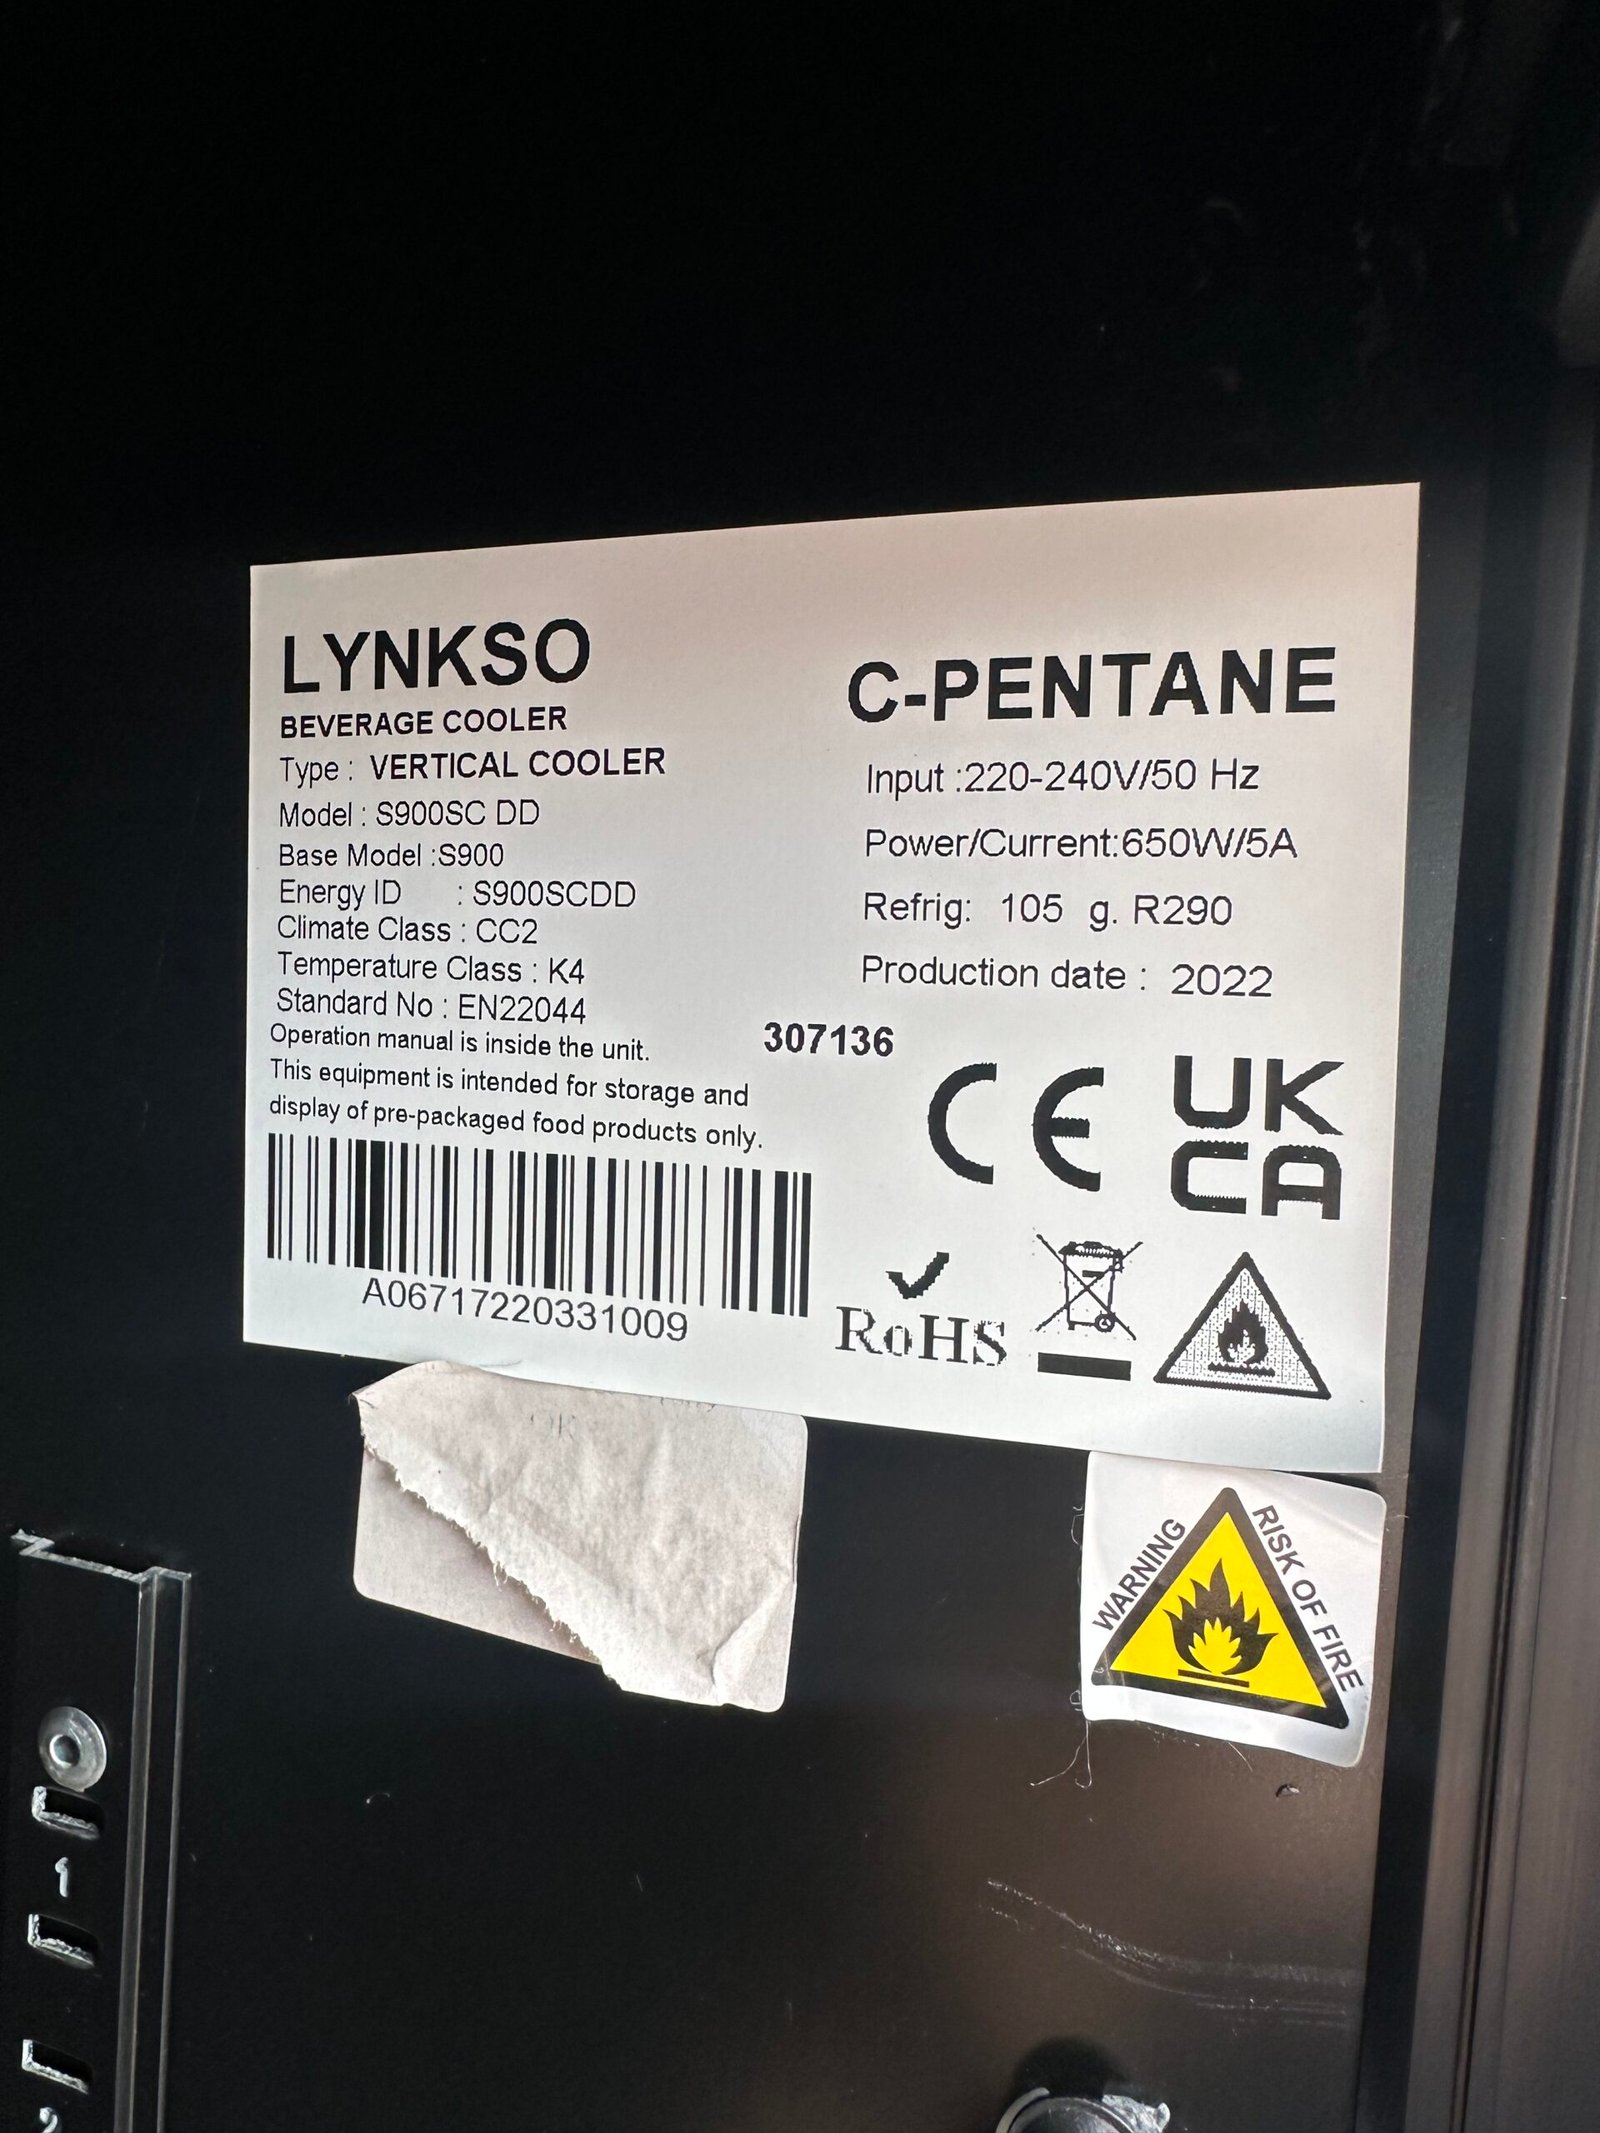 LYNKSO
BEVERAGE COOLER
Type : VERTICAL COOLER
Model : S900SC DD
Base Model :S900
Energy ID : S900SCDD
Climate Class : CC2
Temperature Class : K4
Standard No : EN22044
Operation manual is inside the unit.
This equipment is intended for storage and
display of pre-packaged food products only.
A06717220331009
C-PENTANE
Input :220-240V/50 Hz
Power/Current:650W/5A
Refrig: 105 g. R290
Production date : 2022
307136
CE
UK
CA
RoHS
WARNING
RISK OF FIRE
1
2